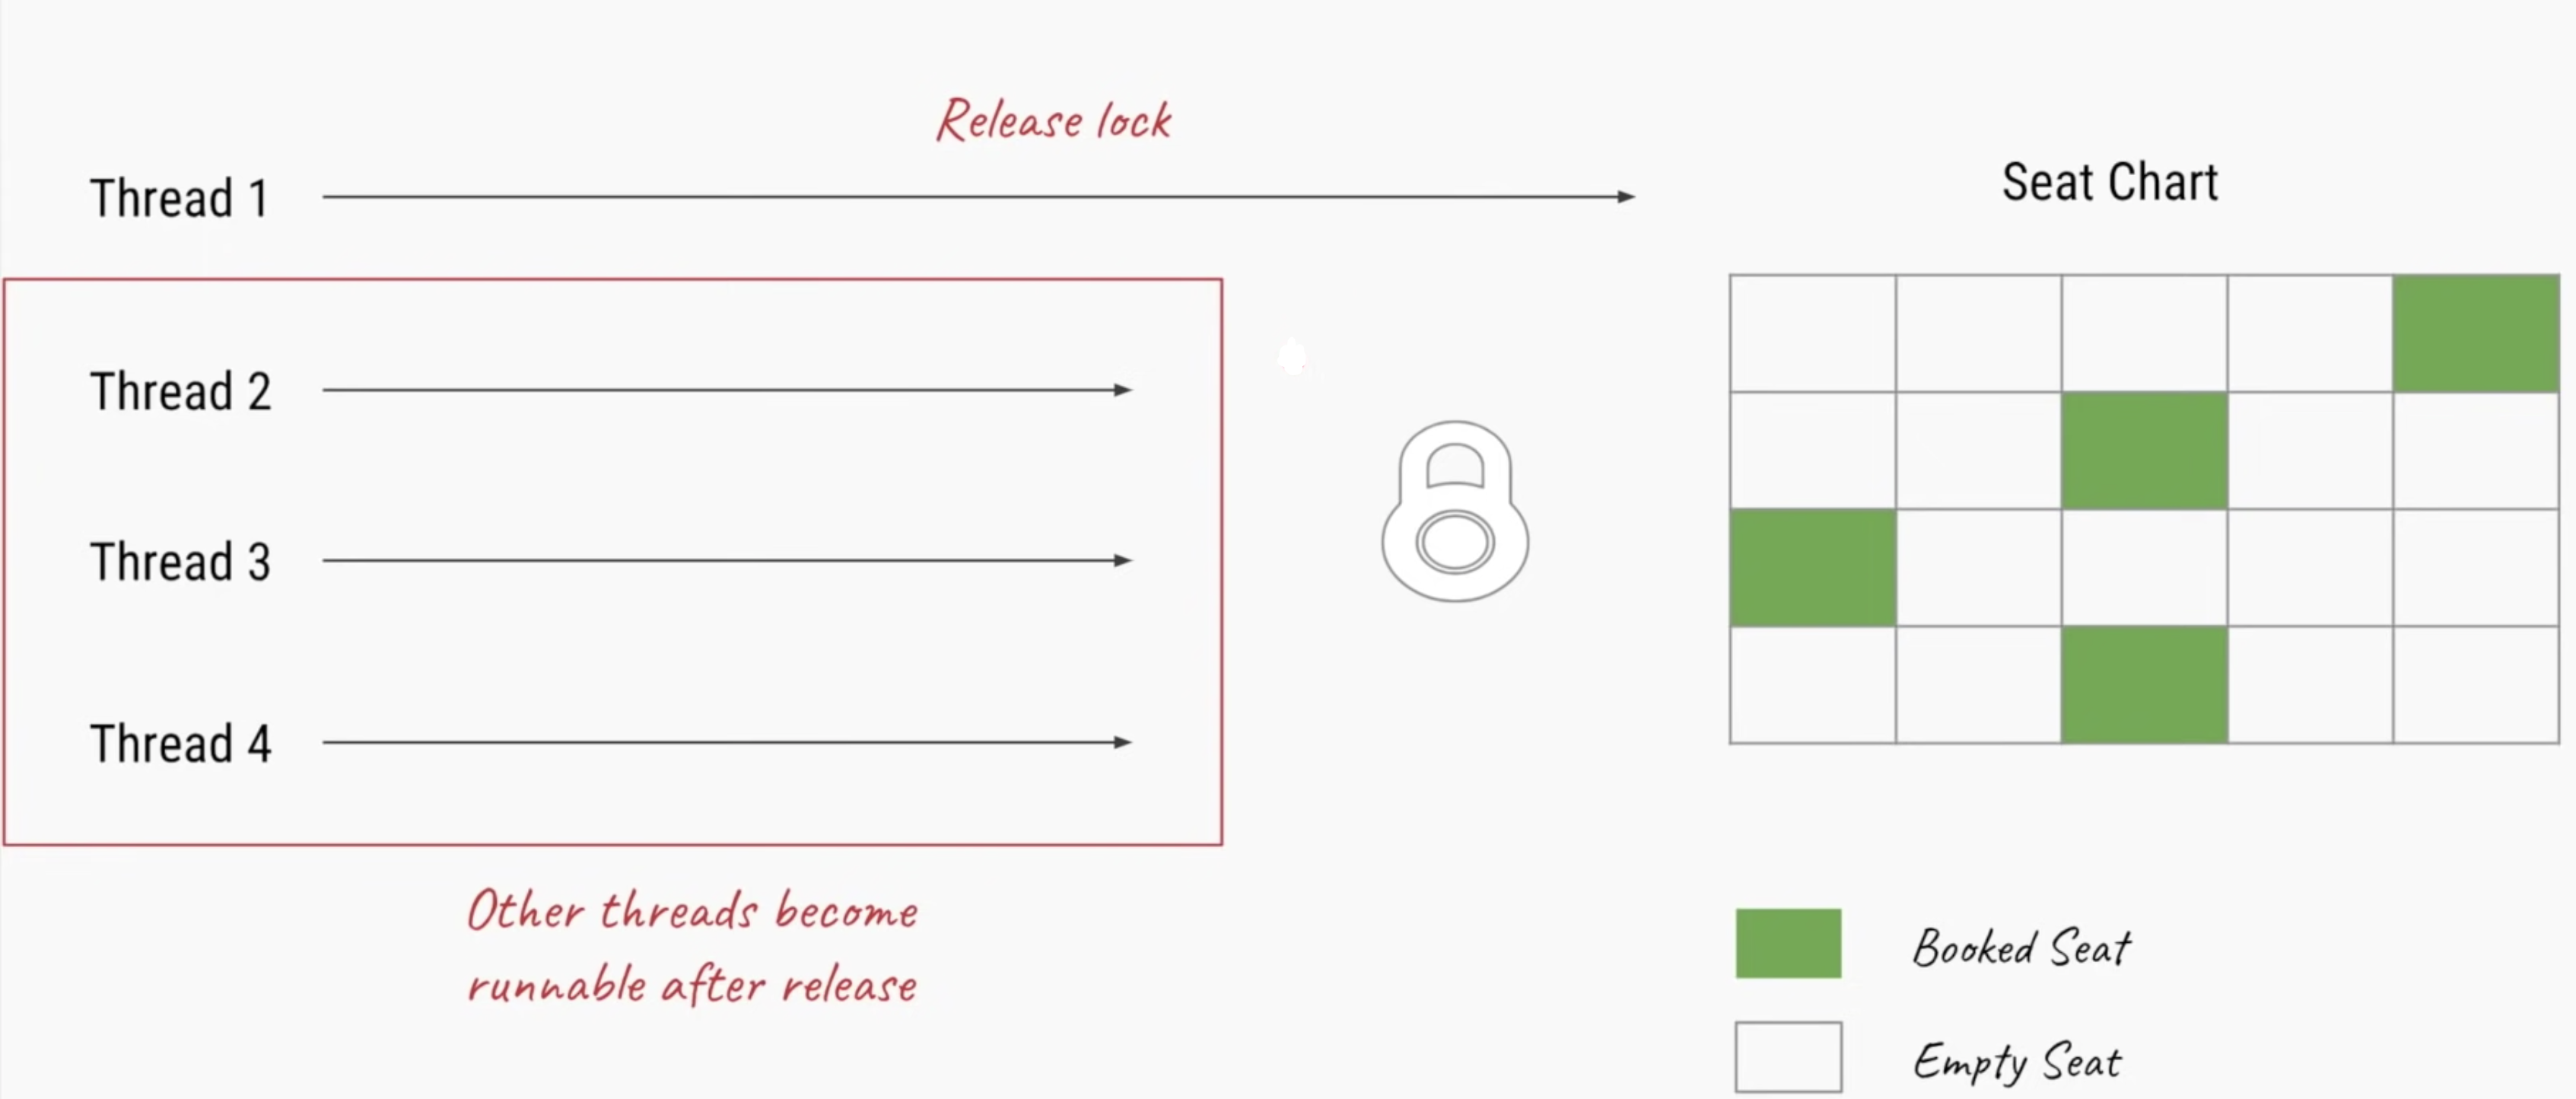 Release lock
Thread 1
Seat Chart
Thread 2
Thread 3
Thread 4
Other threads become
runnable after release
Booked Seat
Empty Seat